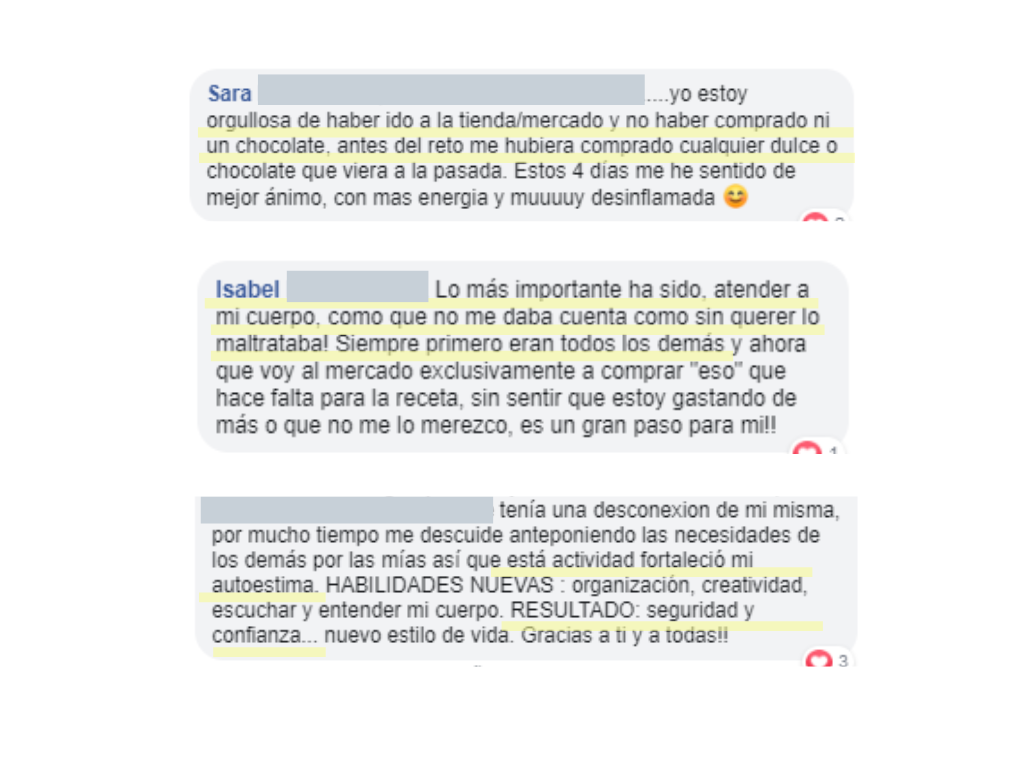 Sara ....yo estoy
orgullosa de haber ido a la tienda/mercado y no haber comprado ni
un chocolate, antes del reto me hubiera comprado cualquier dulce o
chocolate que viera a la pasada. Estos 4 días me he sentido de
mejor ánimo, con mas energia y muuuuy desinflamada 😊
Isabel Lo más importante ha sido, atender a
mi cuerpo, como que no me daba cuenta como sin querer lo
maltrataba! Siempre primero eran todos los demás y ahora
que voy al mercado exclusivamente a comprar "eso" que
hace falta para la receta, sin sentir que estoy gastando de
más o que no me lo merezco, es un gran paso para mi!!
tenía una desconexion de mi misma,
por mucho tiempo me descuide anteponiendo las necesidades de
los demás por las mías así que está actividad fortaleció mi
autoestima. HABILIDADES NUEVAS : organización, creatividad,
escuchar y entender mi cuerpo. RESULTADO: seguridad y
confianza... nuevo estilo de vida. Gracias a ti y a todas!!
3